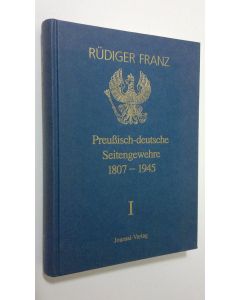 RÜDIGER FRANZ
Preußisch-deutsche
Seitengewehre
1807 – 1945
I
Journal-Verlag